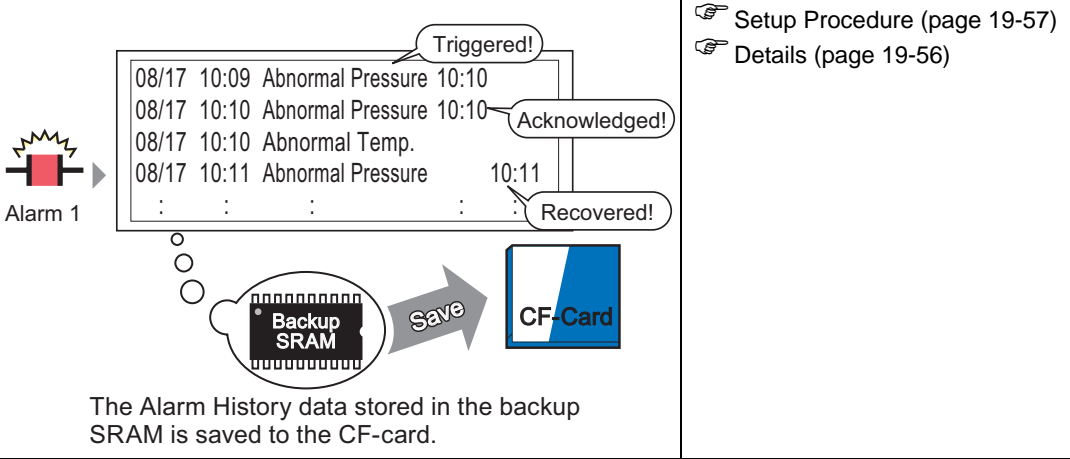 Triggered!
08/17 10:09 Abnormal Pressure 10:10
08/17 10:10 Abnormal Pressure 10:10
Acknowledged!
08/17 10:10 Abnormal Temp.
08/17 10:11 Abnormal Pressure 10:11
: : : : :
Recovered!
Alarm 1
Backup
SRAM
Save
CF-Card
The Alarm History data stored in the backup
SRAM is saved to the CF-card.
Setup Procedure (page 19-57)
Details (page 19-56)